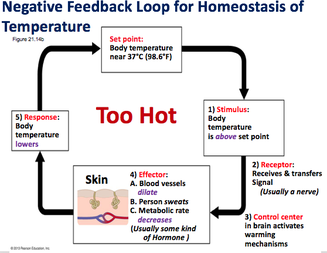 Negative Feedback Loop for Homeostasis of
Temperature
Figure 21.14b
Set point:
Body temperature
near 37°C (98.6°F)
Too Hot
1) Stimulus:
Body
temperature
is above set point
2) Receptor:
Receives & transfers
Signal
(Usually a nerve)
3) Control center
in brain activates
warming
mechanisms
4) Effector:
A. Blood vessels
dilate
B. Person sweats
C. Metabolic rate
decreases
(Usually some kind
of Hormone )
Skin
5) Response:
Body
temperature
lowers
© 2010 Pearson Education, Inc.